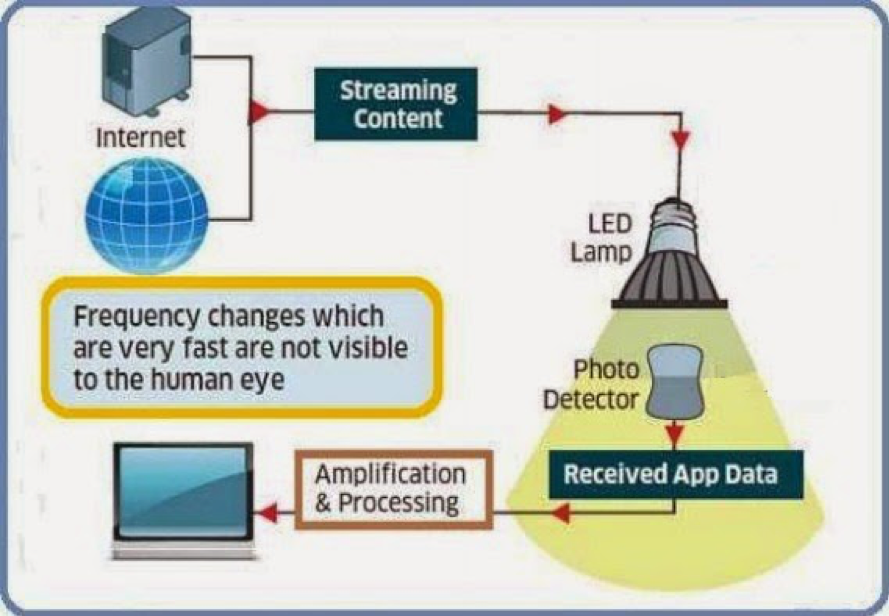 Streaming
Content
Internet
LED
Lamp
Frequency changes which
are very fast are not visible
to the human eye
Photo
Detector
Received App Data
Amplification
& Processing